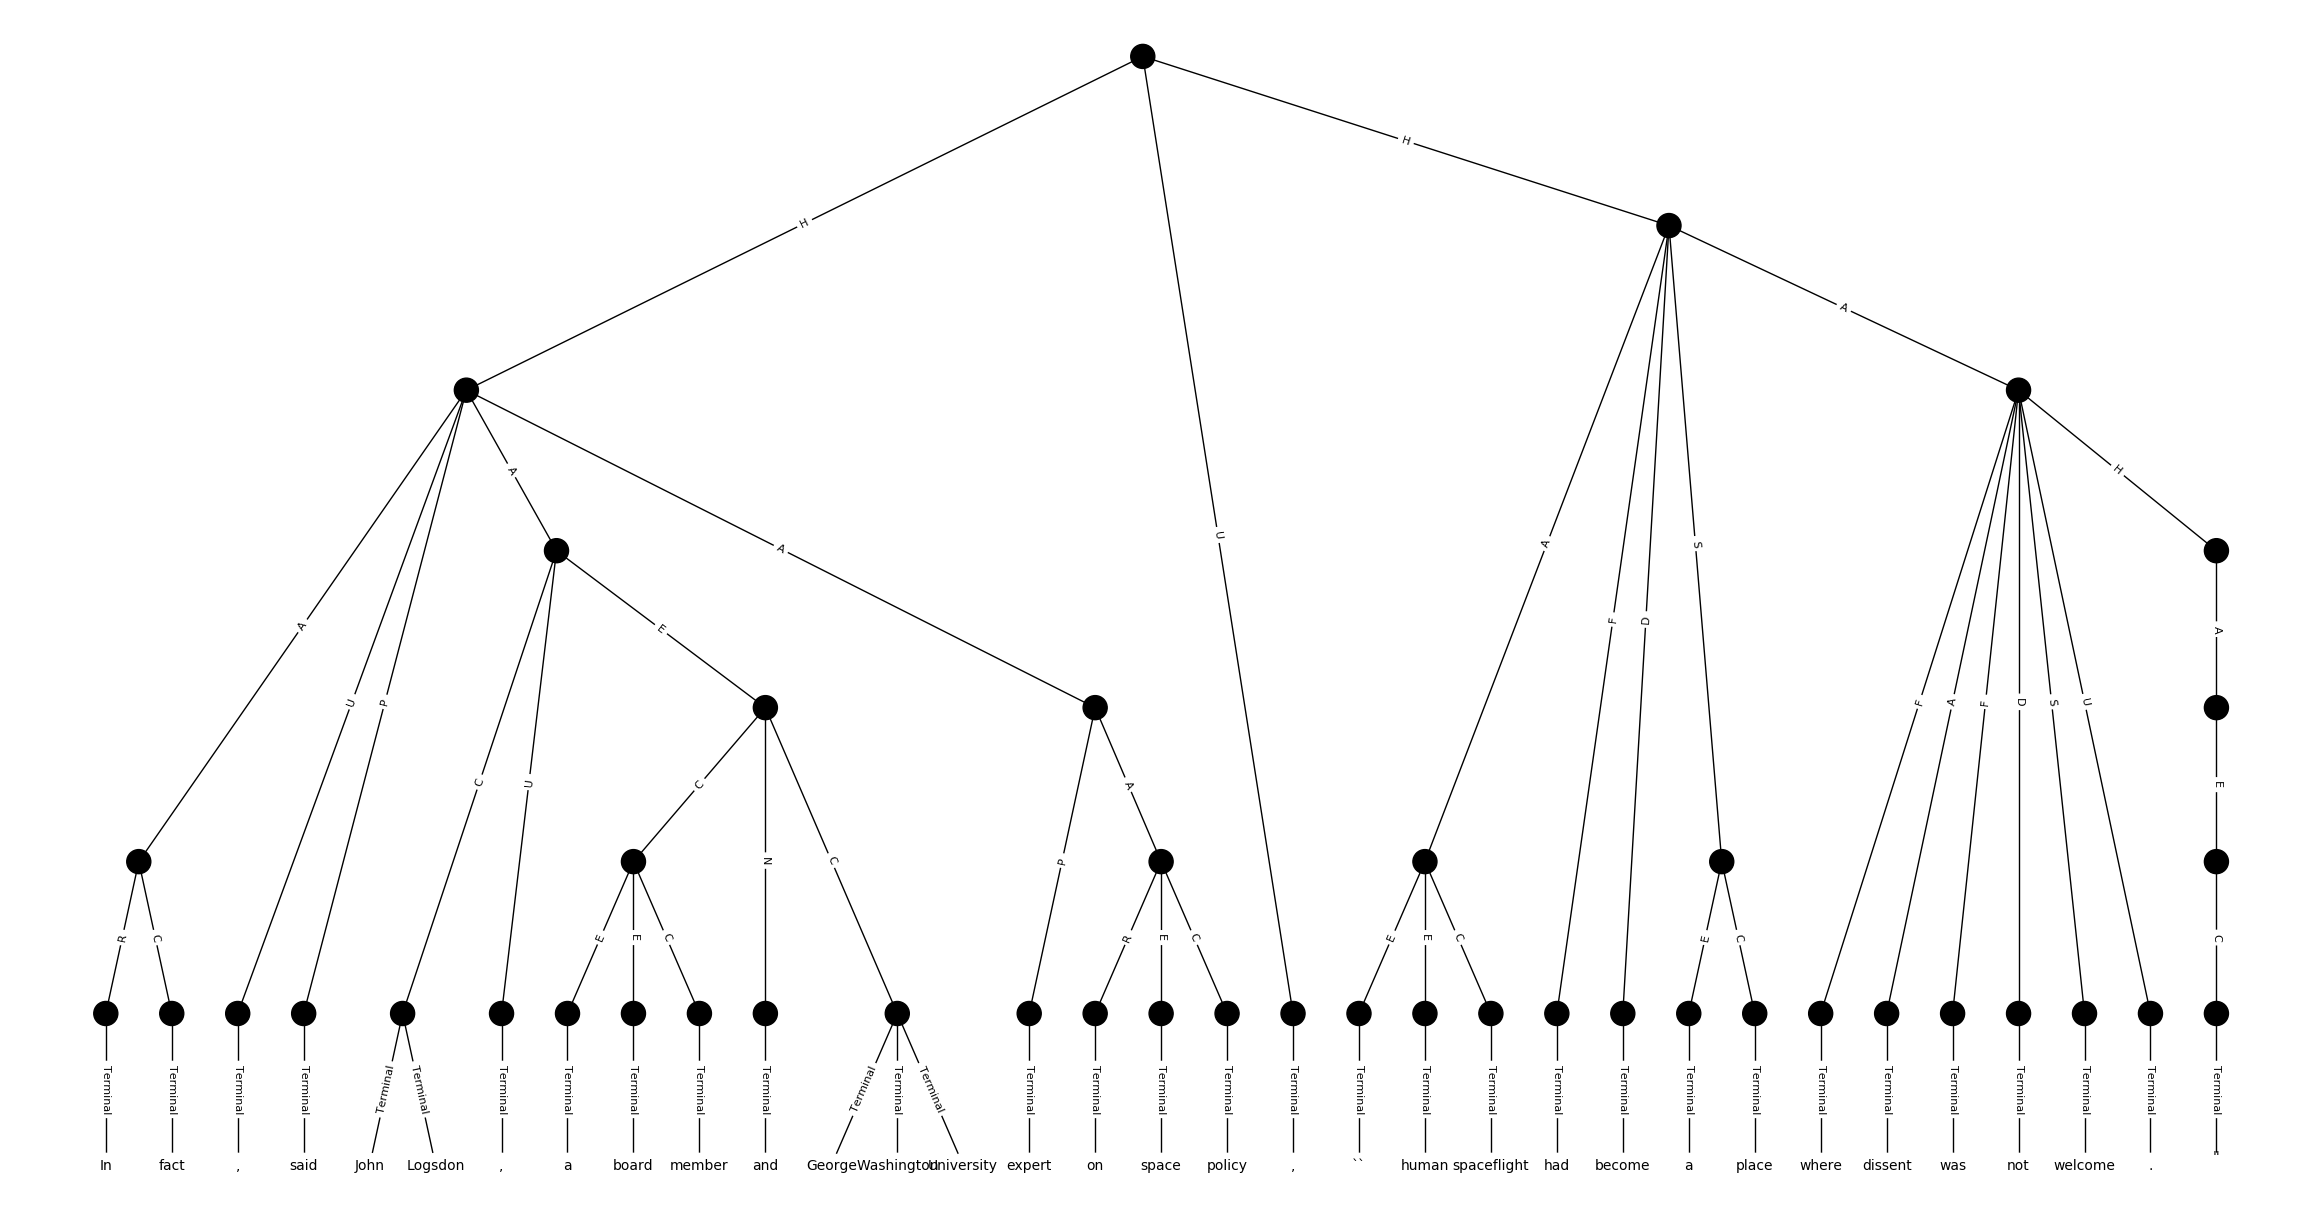 H
H
A
A
H
A
U
A
A
E
A
F
D
S
A
U
P
F
A
F
D
S
U
C
U
C
A
E
N
C
P
R
C
E
E
C
R
E
C
E
E
C
E
C
C
Terminal Terminal Terminal Terminal Terminal Terminal Terminal Terminal Terminal Terminal Terminal Terminal Terminal Terminal Terminal Terminal Terminal Terminal Terminal Terminal Terminal Terminal Terminal Terminal Terminal Terminal Terminal Terminal Terminal Terminal Terminal Terminal Terminal Terminal
In fact , said John Logsdon , a board member and George Washington University expert on space policy , `` human spaceflight had become a place where dissent was not welcome . "